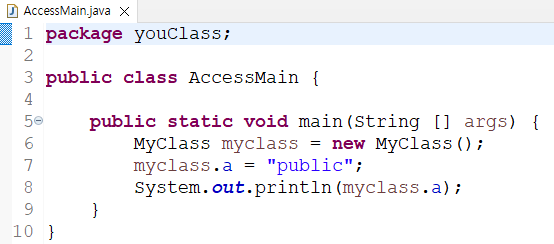 AccessMain.java
1 package youClass;
2
3 public class AccessMain {
4
5 public static void main(String [] args) {
6 MyClass myclass = new MyClass();
7 myclass.a = "public";
8 System.out.println(myclass.a);
9 }
10 }